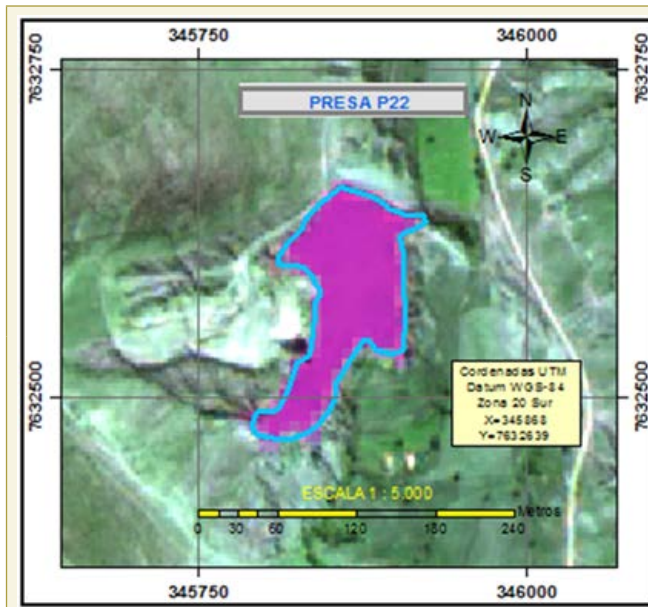 345750 346000
7632750 7632750
PRESA P22
N
W E
S
7632500 7632500
Cordenadas UTM
Datum WGS-84
Zona 20 Sur
X=345868
Y=7632639
ESCALA 1 : 5.000
Metros
0 15 30 60 120 180 240
345750 346000